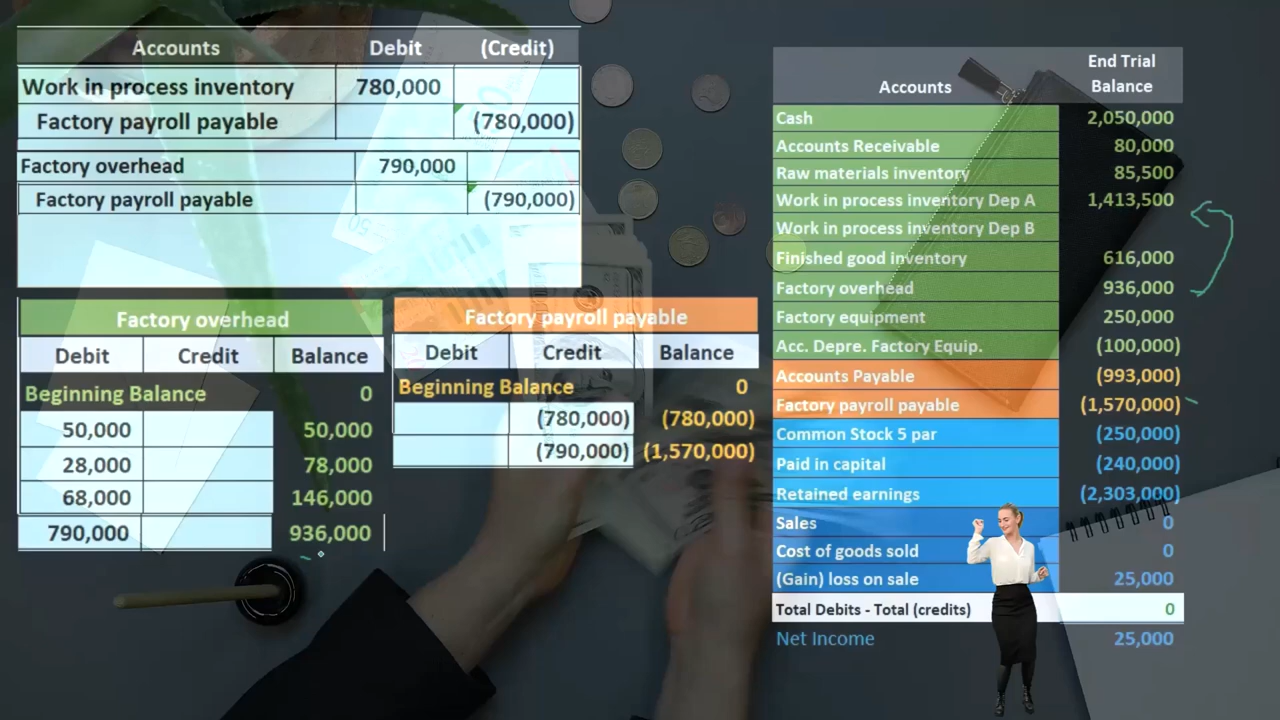 Accounts Debit (Credit)
Work in process inventory 780,000
Factory payroll payable (780,000)
Factory overhead 790,000
Factory payroll payable (790,000)
Factory overhead
Debit Credit Balance
Beginning Balance 0
50,000 50,000
28,000 78,000
68,000 146,000
790,000 936,000
Factory payroll payable
Debit Credit Balance
Beginning Balance 0
(780,000) (780,000)
(790,000) (1,570,000)
End Trial
Accounts Balance
Cash 2,050,000
Accounts Receivable 80,000
Raw materials inventory 85,500
Work in process inventory Dep A 1,413,500
Work in process inventory Dep B
Finished good inventory 616,000
Factory overhead 936,000
Factory equipment 250,000
Acc. Depre. Factory Equip. (100,000)
Accounts Payable (993,000)
Factory payroll payable (1,570,000)
Common Stock 5 par (250,000)
Paid in capital (240,000)
Retained earnings (2,303,000)
Sales 0
Cost of goods sold 0
(Gain) loss on sale 25,000
Total Debits - Total (credits) 0
Net Income 25,000